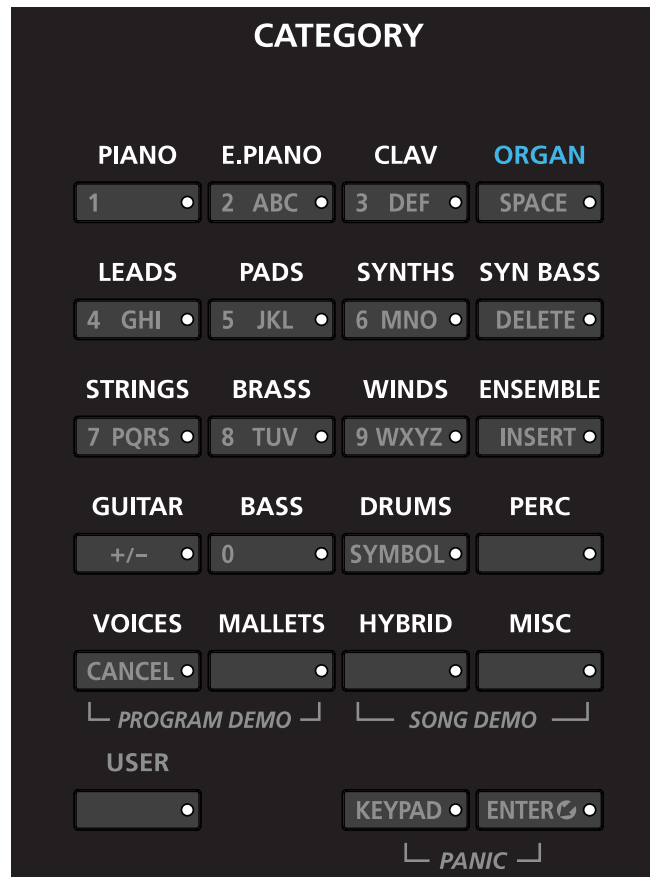 CATEGORY
PIANO E.PIANO CLAV ORGAN
1 2 ABC 3 DEF SPACE
LEADS PADS SYNTHS SYN BASS
4 GHI 5 JKL 6 MNO DELETE
STRINGS BRASS WINDS ENSEMBLE
7 PQRS 8 TUV 9 WXYZ INSERT
GUITAR BASS DRUMS PERC
+/− 0 SYMBOL
VOICES MALLETS HYBRID MISC
CANCEL
PROGRAM DEMO SONG DEMO
USER
KEYPAD ENTER
PANIC